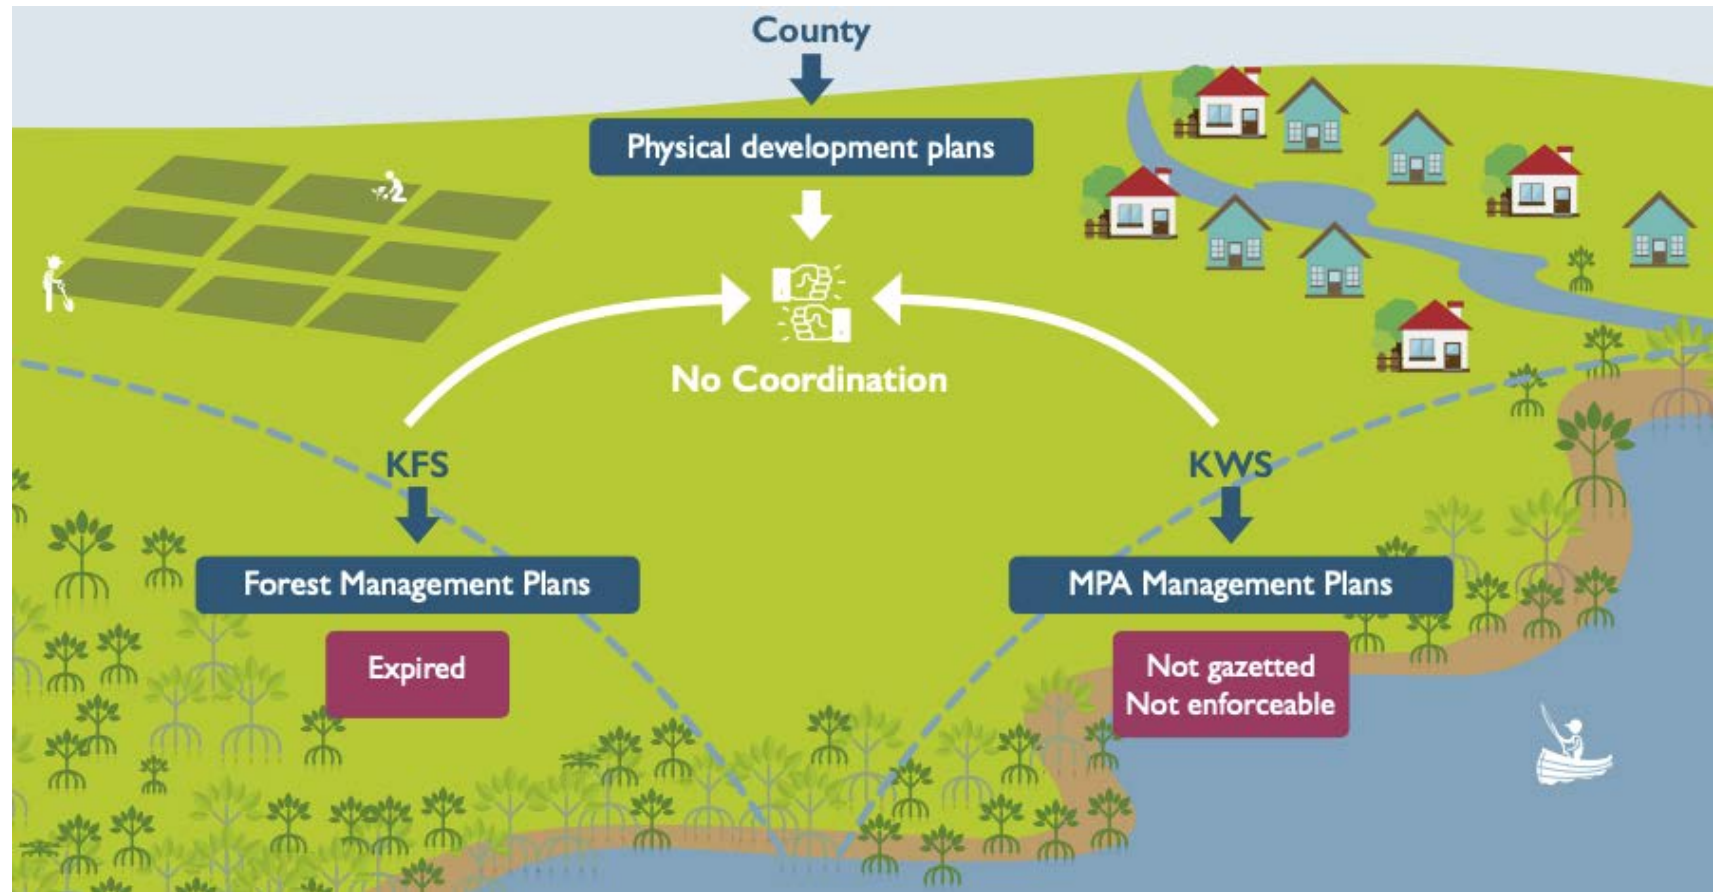 County
Physical development plans
No Coordination
KFS
KWS
Forest Management Plans
MPA Management Plans
Expired
Not gazetted
Not enforceable